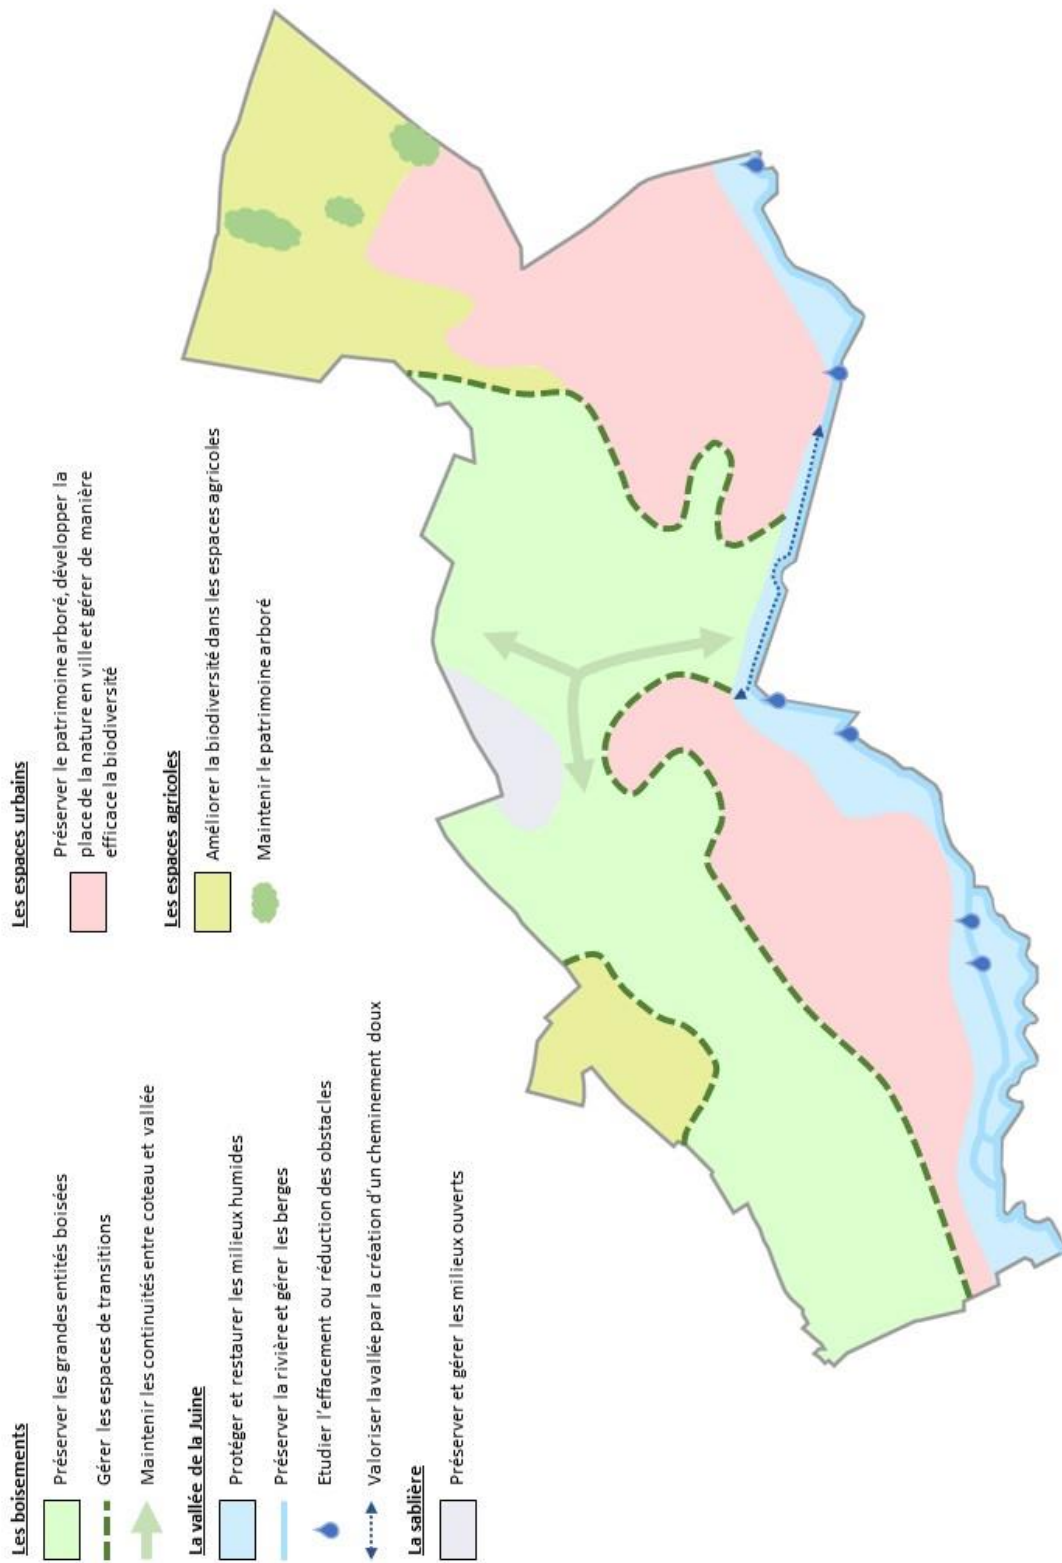 Les boisements
Préserver les grandes entités boisées
Gérer les espaces de transitions
Maintenir les continuités entre coteau et vallée
La vallée de la Juine
Protéger et restaurer les milieux humides
Préserver la rivière et gérer les berges
Etudier l'effacement ou réduction des obstacles
Valoriser la vallée par la création d'un cheminement doux
La sablière
Préserver et gérer les milieux ouverts
Les espaces urbains
Préserver le patrimoine arboré, développer la
place de la nature en ville et gérer de manière
efficace la biodiversité
Les espaces agricoles
Améliorer la biodiversité dans les espaces agricoles
Maintenir le patrimoine arboré